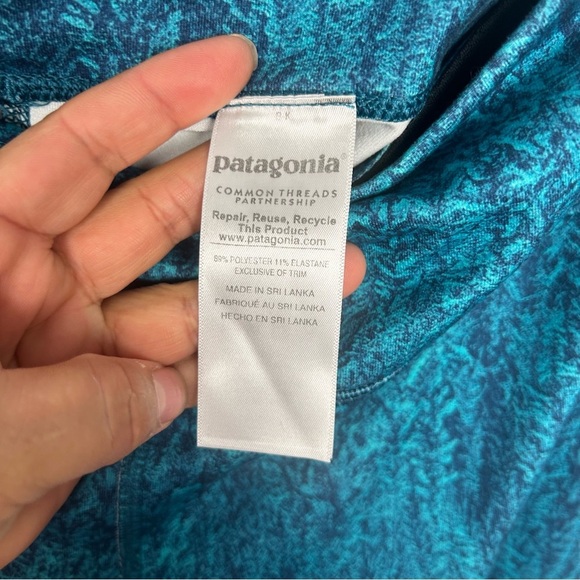 patagonia®
COMMON THREADS
PARTNERSHIP
Repair, Reuse, Recycle
This Product
www.patagonia.com
89% POLYESTER 11% ELASTANE
EXCLUSIVE OF TRIM
MADE IN SRI LANKA
FABRIQUÉ AU SRI LANKA
HECHO EN SRI LANKA